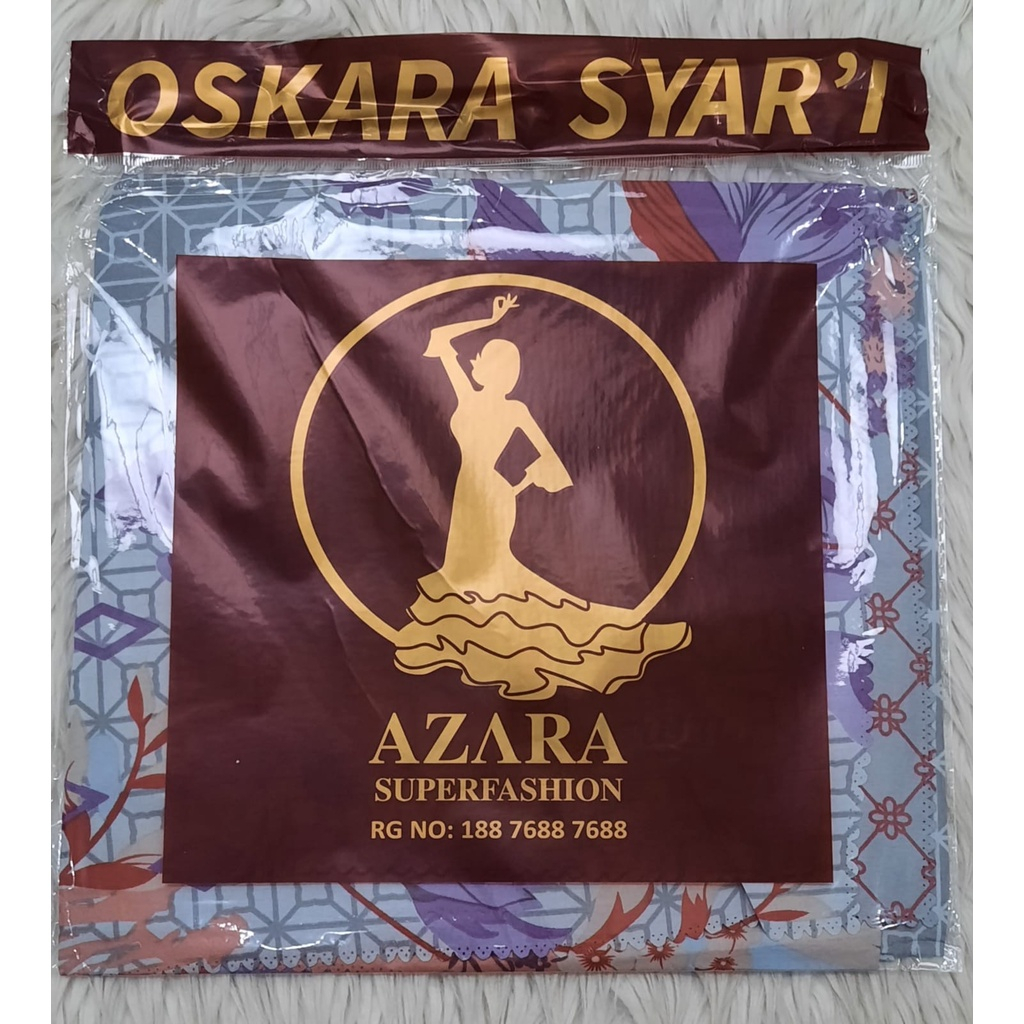 OSKARA SYAR'I
AZARA
SUPERFASHION
RG NO: 188 7688 7688